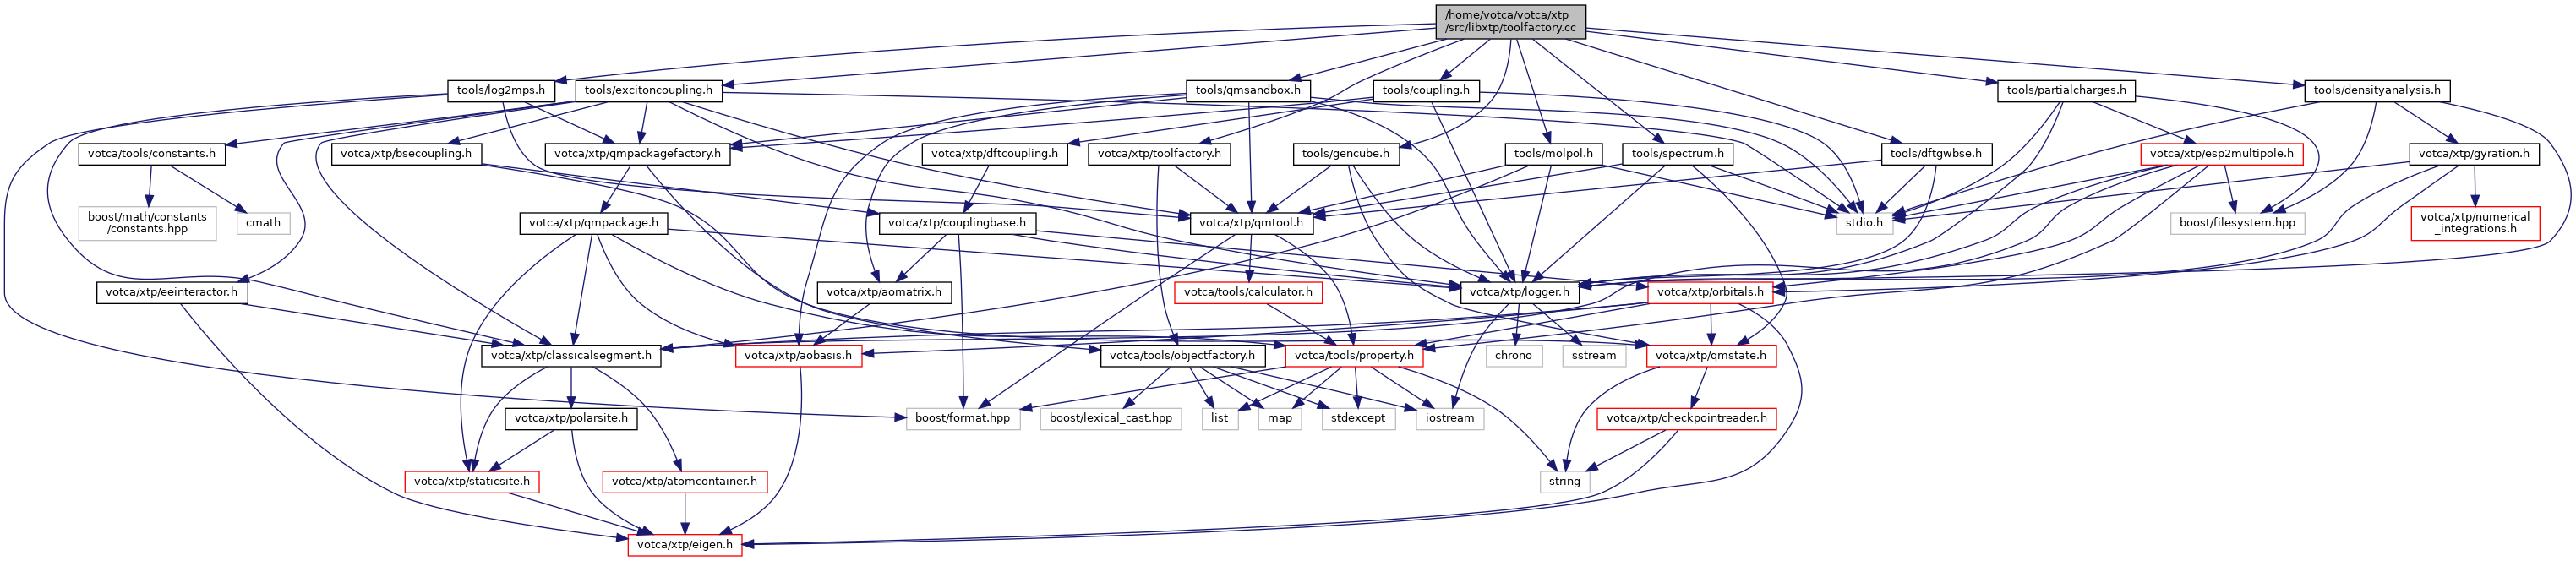 /home/votca/votca/xtp
/src/libxtp/toolfactory.cc
tools/log2mps.h
tools/excitoncoupling.h
tools/qmsandbox.h
tools/coupling.h
tools/partialcharges.h
tools/densityanalysis.h
votca/tools/constants.h
votca/xtp/bsecoupling.h
votca/xtp/qmpackagefactory.h
votca/xtp/dftcoupling.h
votca/xtp/toolfactory.h
tools/gencube.h
tools/molpol.h
tools/spectrum.h
tools/dftgwbse.h
votca/xtp/esp2multipole.h
votca/xtp/gyration.h
boost/math/constants
/constants.hpp
cmath
votca/xtp/qmpackage.h
votca/xtp/couplingbase.h
votca/xtp/qmtool.h
stdio.h
boost/filesystem.hpp
votca/xtp/numerical
_integrations.h
votca/xtp/eeinteractor.h
votca/xtp/aomatrix.h
votca/tools/calculator.h
votca/xtp/logger.h
votca/xtp/orbitals.h
votca/xtp/classicalsegment.h
votca/xtp/aobasis.h
votca/tools/objectfactory.h
votca/tools/property.h
chrono
sstream
votca/xtp/qmstate.h
votca/xtp/polarsite.h
boost/format.hpp
boost/lexical_cast.hpp
list
map
stdexcept
iostream
votca/xtp/checkpointreader.h
votca/xtp/staticsite.h
votca/xtp/atomcontainer.h
string
votca/xtp/eigen.h